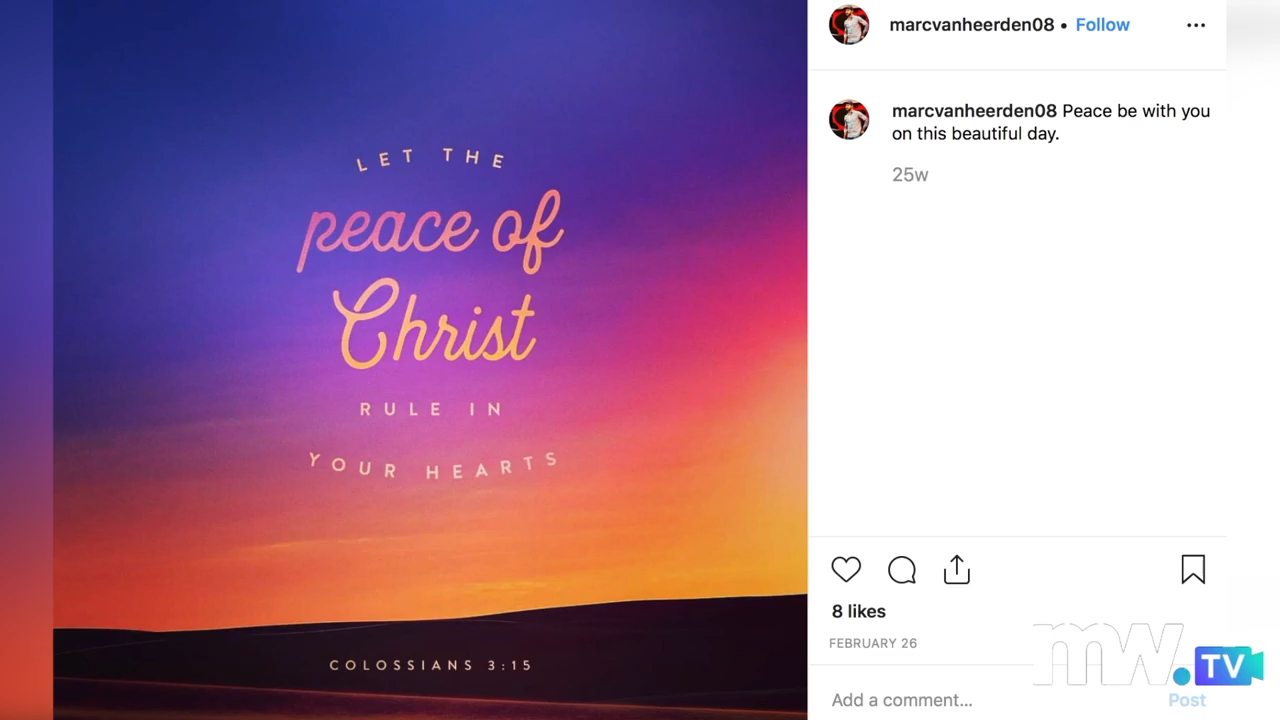 LET THE
peace of
Christ
RULE IN
YOUR HEARTS
COLOSSIANS 3:15
marcvanheerden08 • Follow
marcvanheerden08 Peace be with you
on this beautiful day.
25w
8 likes
FEBRUARY 26
Add a comment...
Post
mw.TV